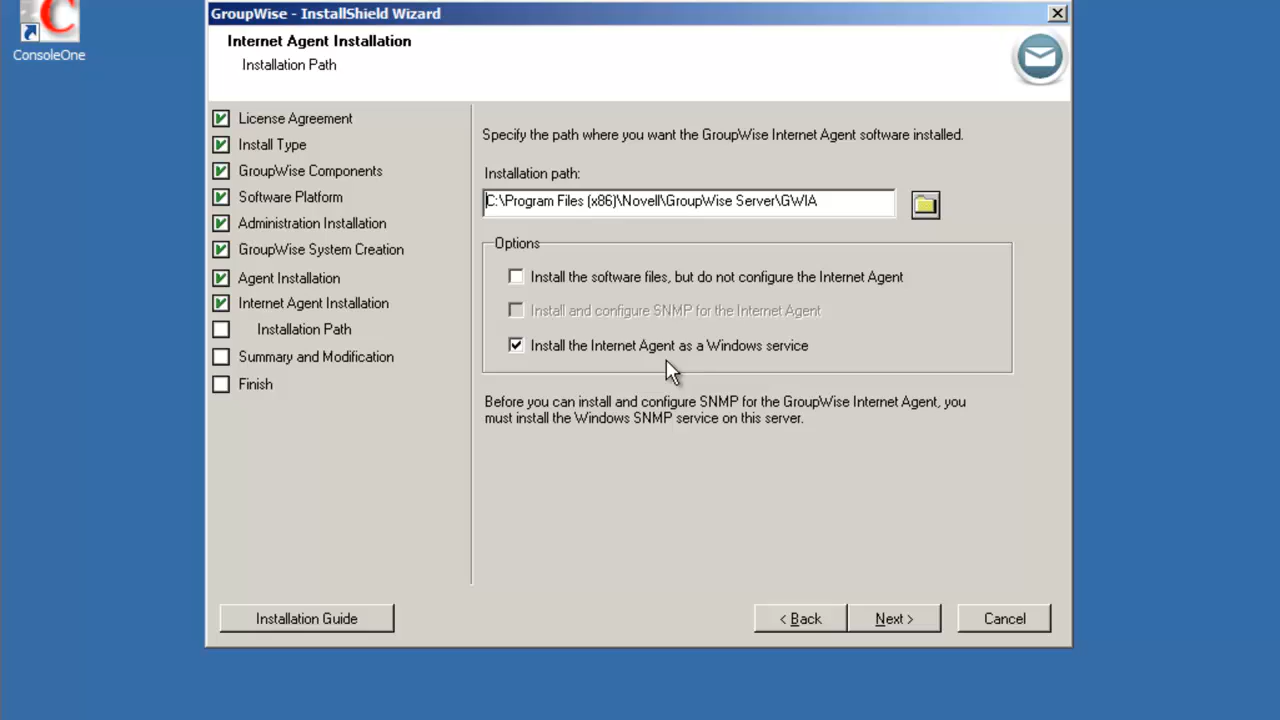 ConsoleOne
GroupWise - InstallShield Wizard
Internet Agent Installation
Installation Path
License Agreement
Install Type
GroupWise Components
Software Platform
Administration Installation
GroupWise System Creation
Agent Installation
Internet Agent Installation
Installation Path
Summary and Modification
Finish
Specify the path where you want the GroupWise Internet Agent software installed.
Installation path:
C:\Program Files (x86)\Novell\GroupWise Server\GWIA
Options
Install the software files, but do not configure the Internet Agent
Install and configure SNMP for the Internet Agent
Install the Internet Agent as a Windows service
Before you can install and configure SNMP for the GroupWise Internet Agent, you
must install the Windows SNMP service on this server.
Installation Guide
< Back
Next >
Cancel